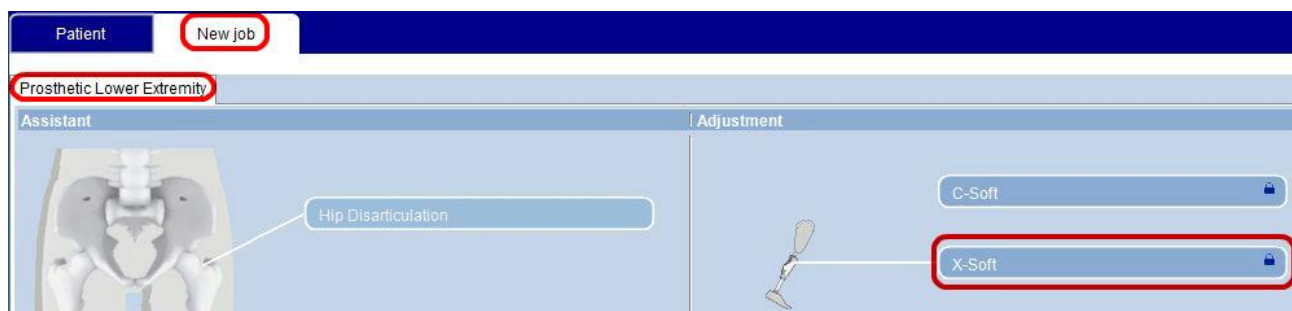 Patient
New job
Prosthetic Lower Extremity
Assistant
Adjustment
Hip Disarticulation
C-Soft
X-Soft